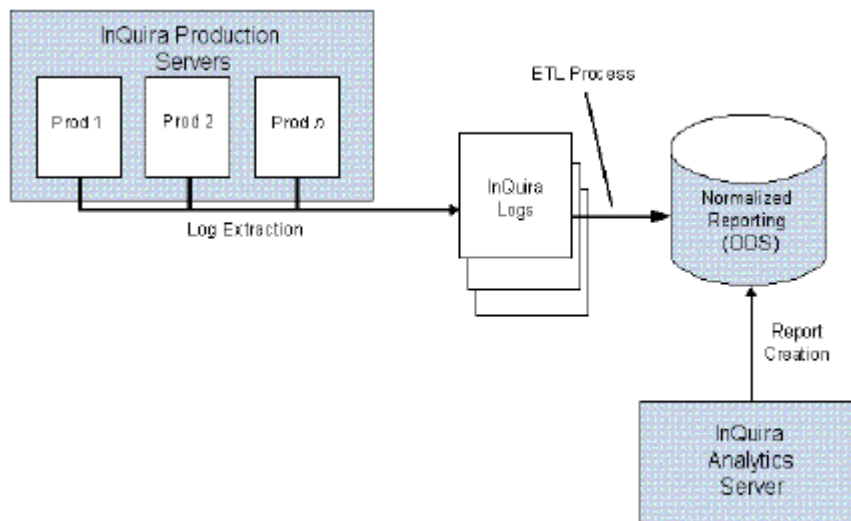 InQuira Production
Servers
Prod 1
Prod 2
Prod n
Log Extraction
ETL Process
InQuira
Logs
Normalized
Reporting
(ODS)
Report
Creation
InQuira
Analytics
Server